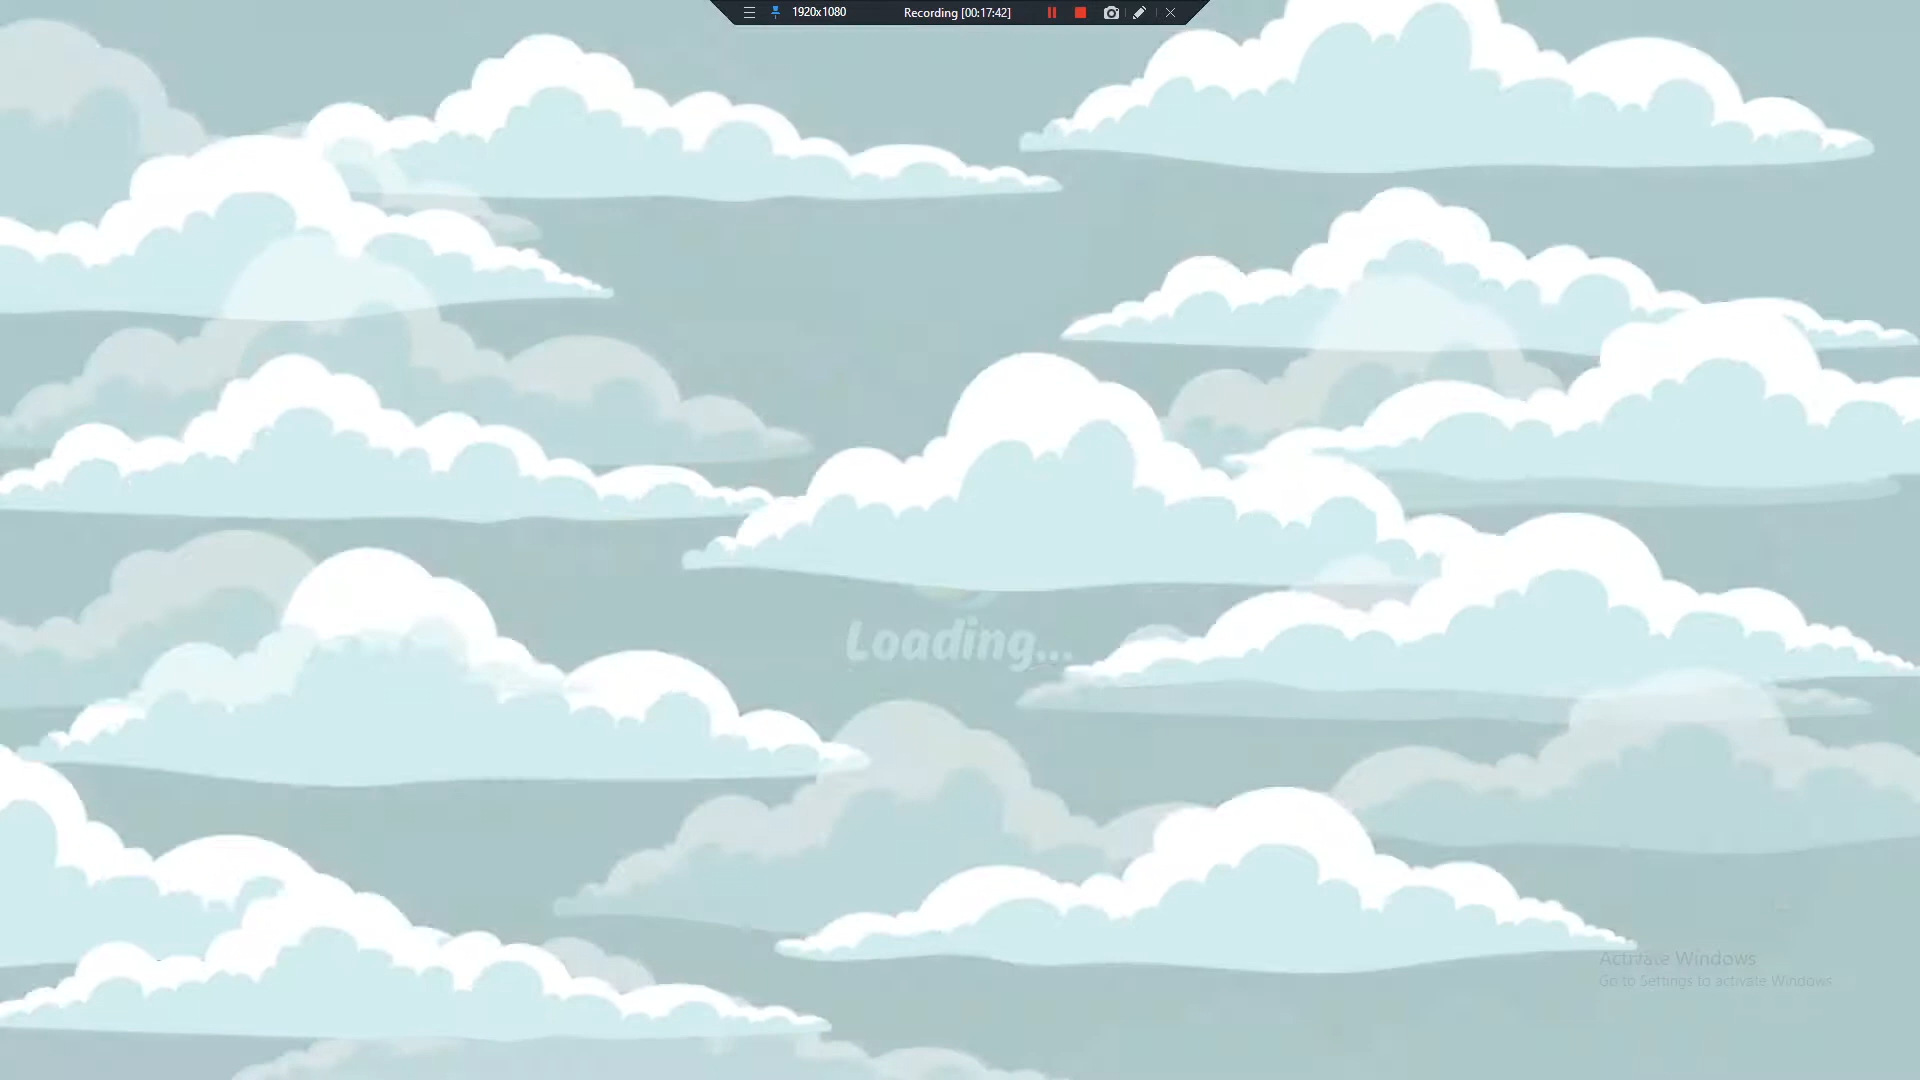 1920x1080
Recording [00:17:42]
Loading...
Activate Windows
Go to Settings to activate Windows.